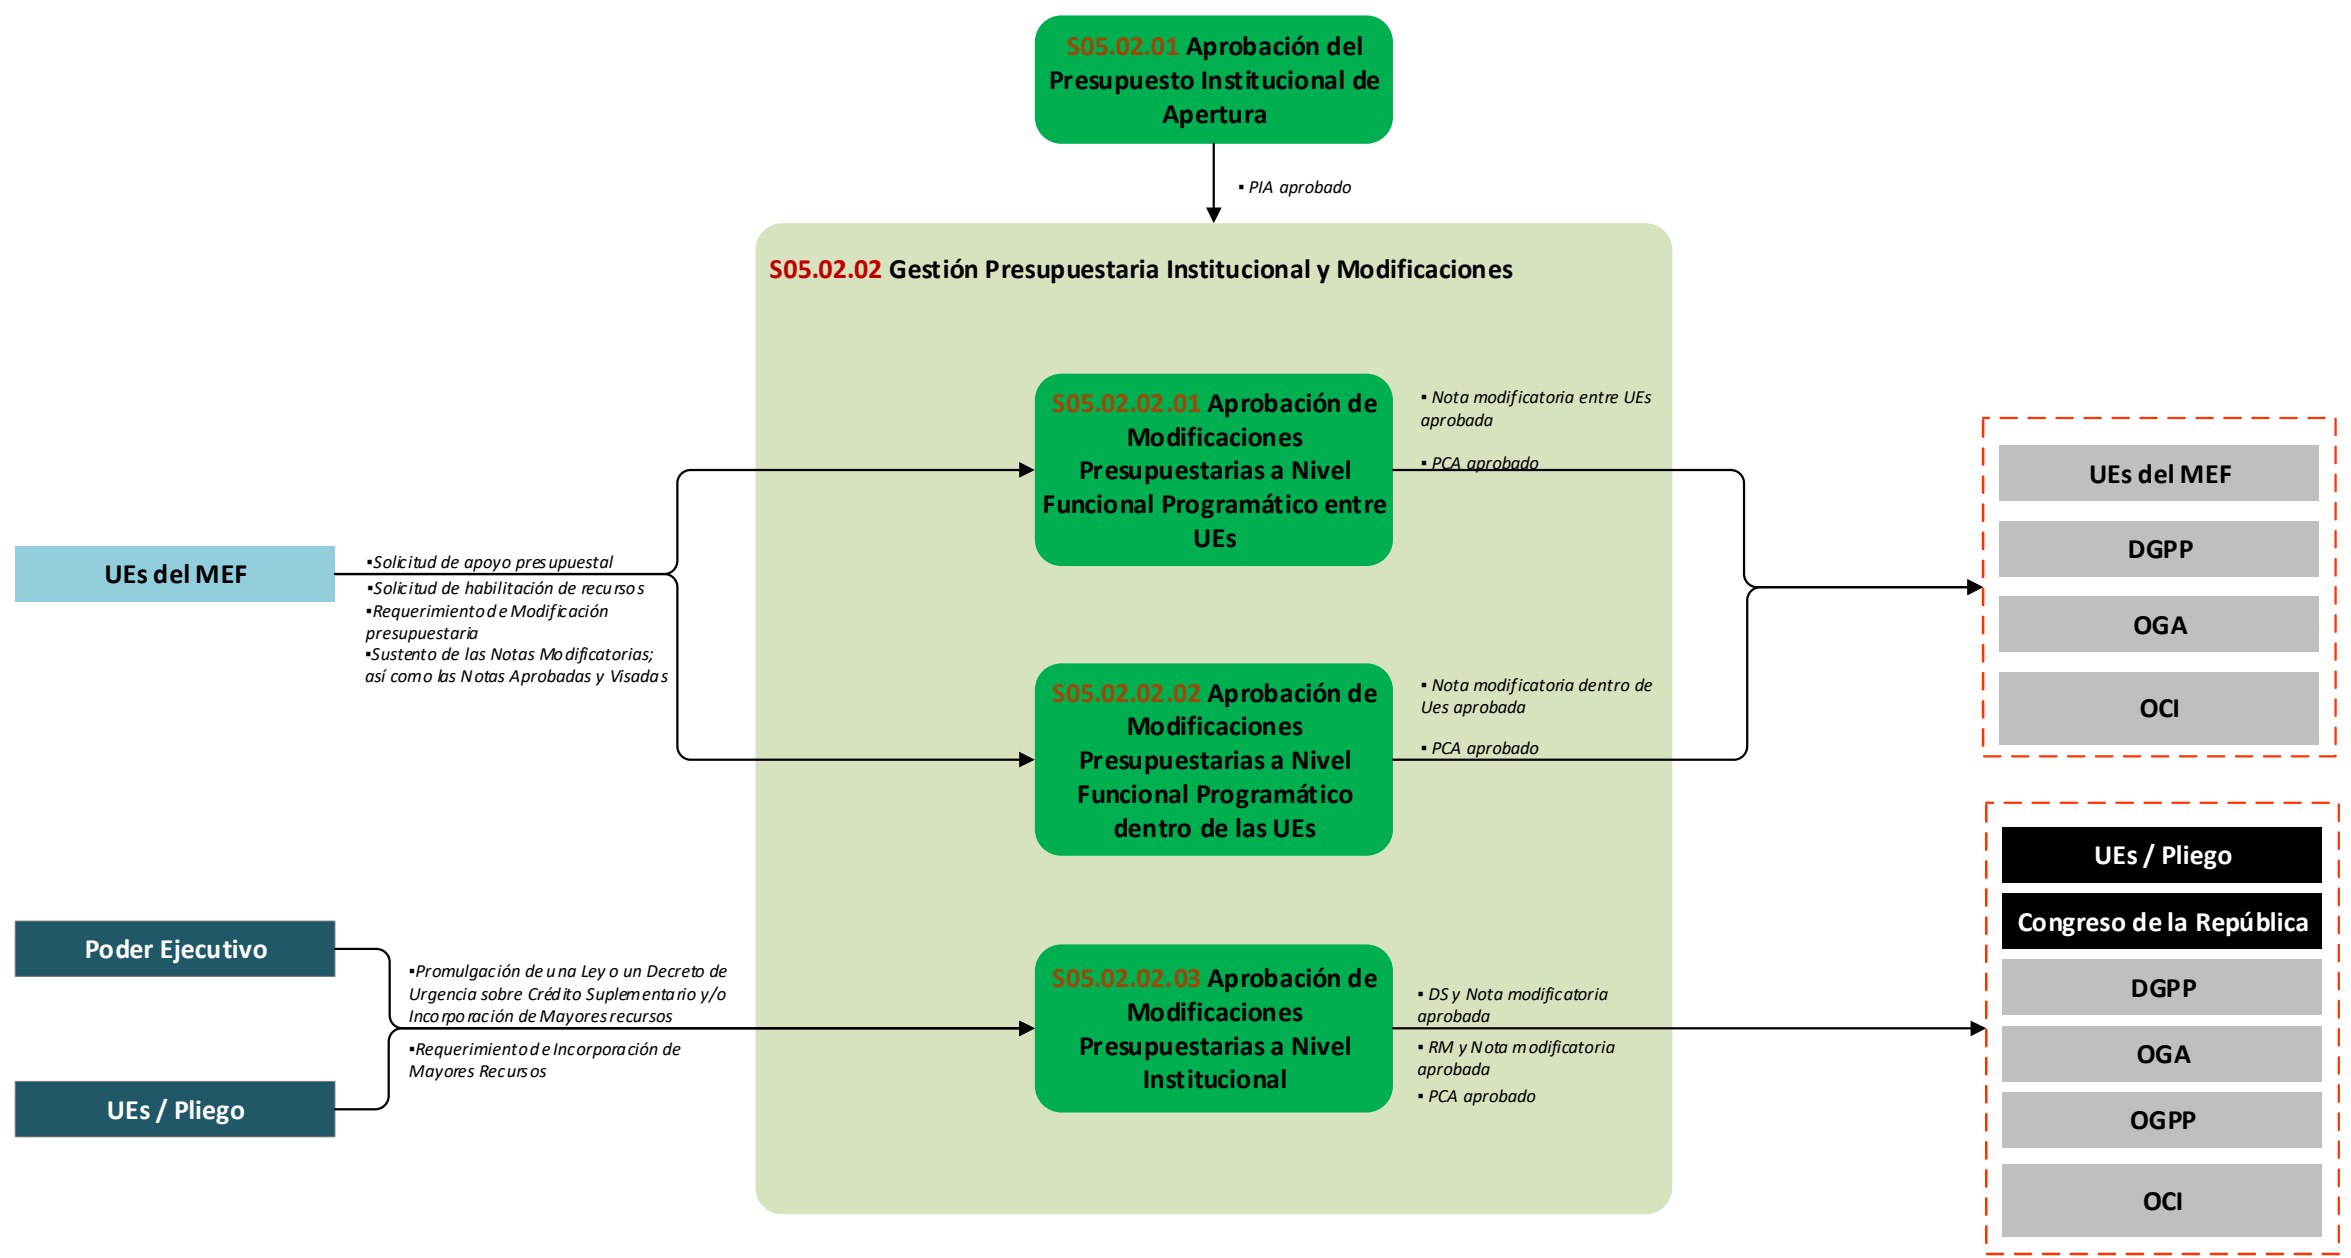 S05.02.01 Aprobación del
Presupuesto Institucional de
Apertura
▪ PIA aprobado
S05.02.02 Gestión Presupuestaria Institucional y Modificaciones
UEs del MEF
▪Solicitud de apoyo presupuestal
▪Solicitud de habilitación de recursos
▪Requerimiento de Modificación
presupuestaria
▪Sustento de las Notas Modificatorias;
así como las Notas Aprobadas y Visadas
S05.02.02.01 Aprobación de
Modificaciones
Presupuestarias a Nivel
Funcional Programático entre
UEs
▪ Nota modificatoria entre UEs
aprobada
▪ PCA aprobado
S05.02.02.02 Aprobación de
Modificaciones
Presupuestarias a Nivel
Funcional Programático
dentro de las UEs
▪ Nota modificatoria dentro de
Ues aprobada
▪ PCA aprobado
UEs del MEF
DGPP
OGA
OCI
Poder Ejecutivo
UEs / Pliego
▪Promulgación de una Ley o un Decreto de
Urgencia sobre Crédito Suplementario y/o
Incorporación de Mayores recursos
▪Requerimiento de Incorporación de
Mayores Recursos
S05.02.02.03 Aprobación de
Modificaciones
Presupuestarias a Nivel
Institucional
▪ DS y Nota modificatoria
aprobada
▪ RM y Nota modificatoria
aprobada
▪ PCA aprobado
UEs / Pliego
Congreso de la República
DGPP
OGA
OGPP
OCI